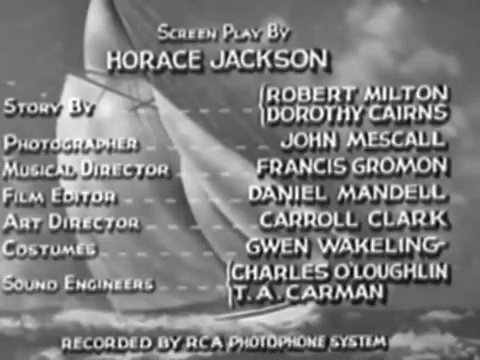 SCREEN PLAY BY
HORACE JACKSON
STORY BY ROBERT MILTON
DOROTHY CAIRNS
PHOTOGRAPHER JOHN MESCALL
MUSICAL DIRECTOR FRANCIS GROMON
FILM EDITOR DANIEL MANDELL
ART DIRECTOR CARROLL CLARK
COSTUMES GWEN WAKELING
SOUND ENGINEERS CHARLES O'LOUGHLIN
T. A. CARMAN
RECORDED BY RCA PHOTOPHONE SYSTEM